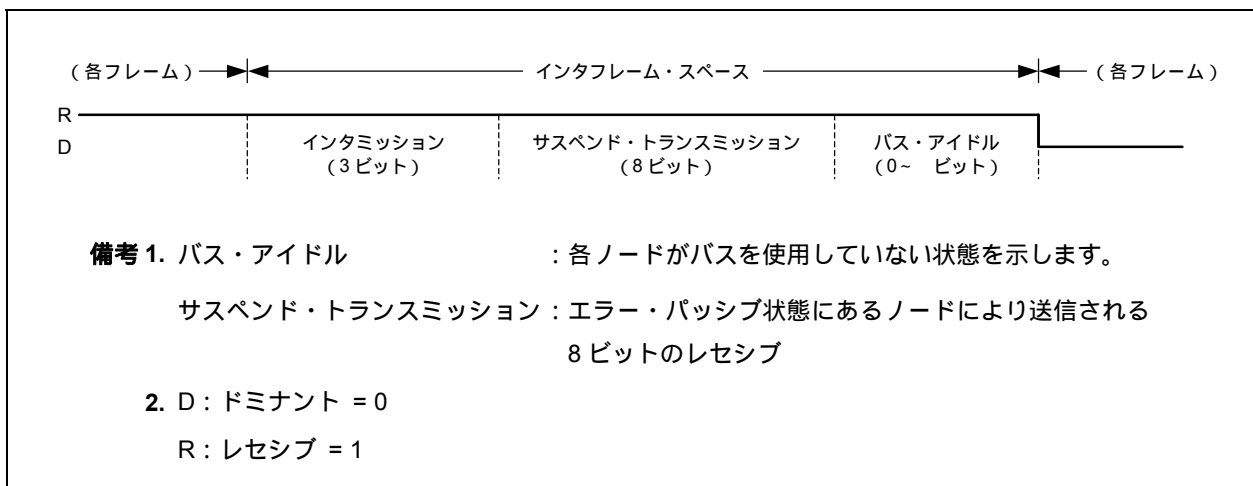 (各フレーム) インタフレーム・スペース (各フレーム)
R
D
インタミッション サスペンド・トランスミッション バス・アイドル
(3ビット) (8ビット) (0~ ビット)
備考1. バス・アイドル :各ノードがバスを使用していない状態を示します。
サスペンド・トランスミッション:エラー・パッシブ状態にあるノードにより送信される
8ビットのレセシブ
2. D:ドミナント =0
R:レセシブ =1